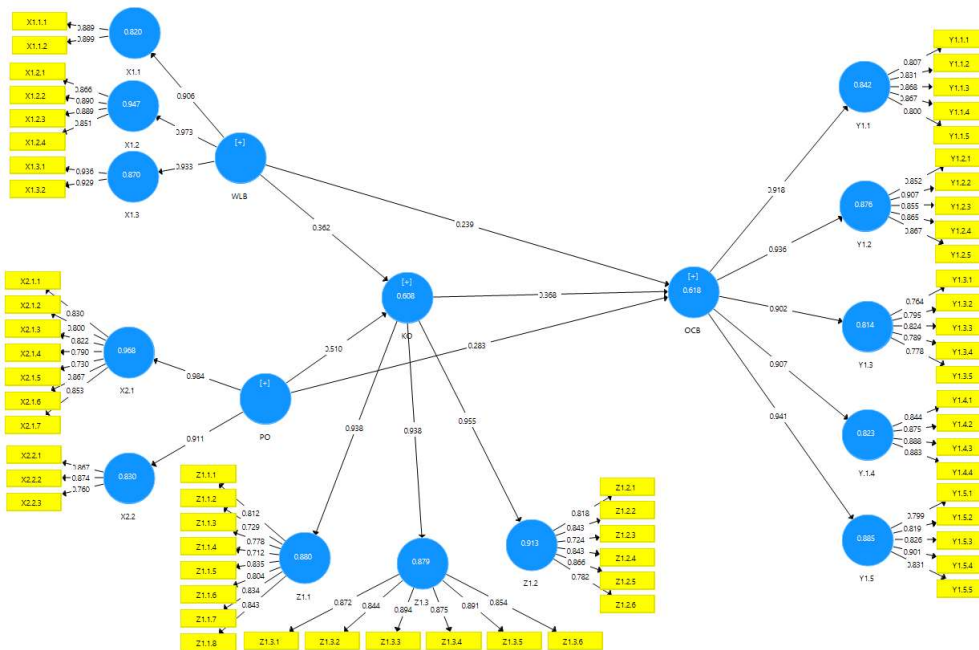 X1.1.1
X1.1.2
0.889
0.899
0.820
X1.1
X1.2.1
X1.2.2
X1.2.3
X1.2.4
0.866
0.890
0.889
0.851
0.947
X1.2
X1.3.1
X1.3.2
0.936
0.929
0.870
X1.3
0.906
0.973
0.933
[+]
WLB
0.362
0.239
X2.1.1
X2.1.2
X2.1.3
X2.1.4
X2.1.5
X2.1.6
X2.1.7
0.830
0.800
0.822
0.790
0.730
0.867
0.853
0.968
X2.1
0.984
0.911
[+]
PO
0.510
0.283
X2.2.1
X2.2.2
X2.2.3
0.867
0.874
0.760
0.830
X2.2
[+]
0.608
KO
0.368
0.938
0.938
0.955
Z1.1.1
Z1.1.2
Z1.1.3
Z1.1.4
Z1.1.5
Z1.1.6
Z1.1.7
Z1.1.8
0.812
0.729
0.778
0.712
0.835
0.804
0.834
0.843
0.880
Z1.1
0.879
Z1.3
0.872
0.844
0.894
0.875
0.891
0.854
Z1.3.1
Z1.3.2
Z1.3.3
Z1.3.4
Z1.3.5
Z1.3.6
0.913
Z1.2
0.818
0.843
0.724
0.843
0.866
0.782
Z1.2.1
Z1.2.2
Z1.2.3
Z1.2.4
Z1.2.5
Z1.2.6
[+]
0.618
OCB
0.918
0.936
0.902
0.907
0.941
0.842
Y1.1
0.807
0.831
0.868
0.867
0.800
Y1.1.1
Y1.1.2
Y1.1.3
Y1.1.4
Y1.1.5
0.876
Y1.2
0.852
0.907
0.855
0.865
0.867
Y1.2.1
Y1.2.2
Y1.2.3
Y1.2.4
Y1.2.5
0.814
Y1.3
0.764
0.795
0.824
0.789
0.778
Y1.3.1
Y1.3.2
Y1.3.3
Y1.3.4
Y1.3.5
0.823
Y.1.4
0.844
0.875
0.888
0.883
Y1.4.1
Y1.4.2
Y1.4.3
Y1.4.4
0.885
Y1.5
0.799
0.819
0.826
0.901
0.831
Y1.5.1
Y1.5.2
Y1.5.3
Y1.5.4
Y1.5.5